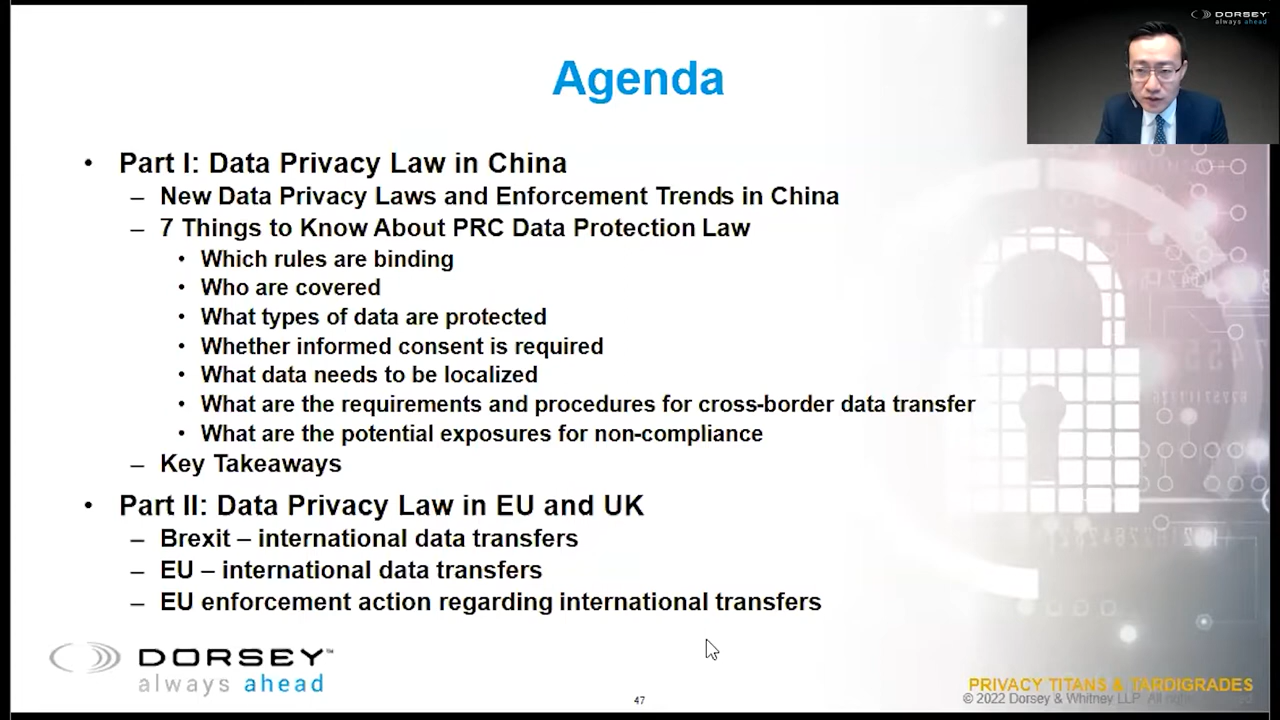 DORSEY
always ahead
Agenda
• Part I: Data Privacy Law in China
– New Data Privacy Laws and Enforcement Trends in China
– 7 Things to Know About PRC Data Protection Law
• Which rules are binding
• Who are covered
• What types of data are protected
• Whether informed consent is required
• What data needs to be localized
• What are the requirements and procedures for cross-border data transfer
• What are the potential exposures for non-compliance
– Key Takeaways
• Part II: Data Privacy Law in EU and UK
– Brexit – international data transfers
– EU – international data transfers
– EU enforcement action regarding international transfers
DORSEY™
always ahead
47
PRIVACY TITANS & TARDIGRADES
© 2022 Dorsey & Whitney LLP. All rights reserved.